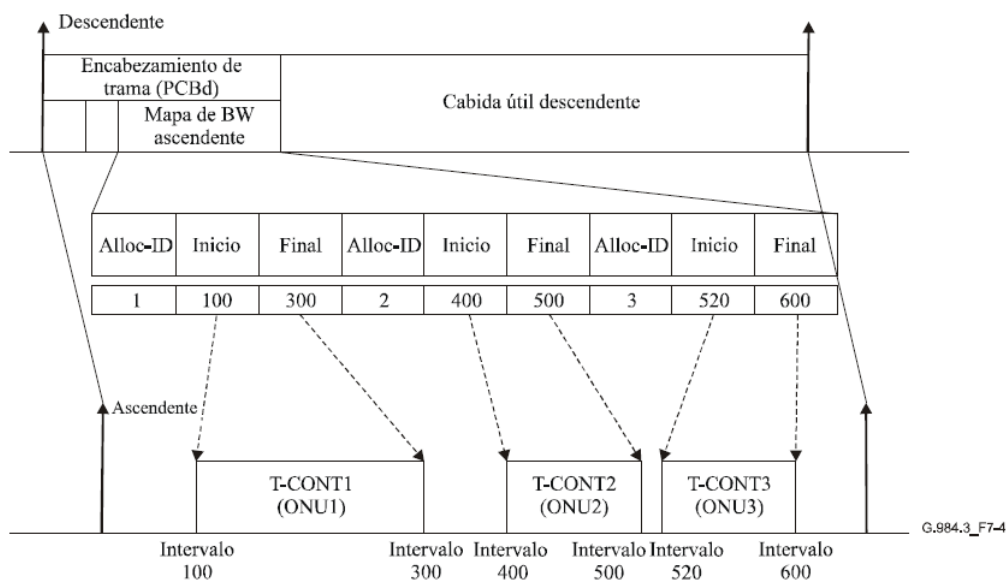 Descendente
Encabezamiento de
trama (PCBd)
Cabida útil descendente
Mapa de BW
ascendente
Alloc-ID Inicio Final Alloc-ID Inicio Final Alloc-ID Inicio Final
1 100 300 2 400 500 3 520 600
Ascendente
T-CONT1
(ONU1)
T-CONT2
(ONU2)
T-CONT3
(ONU3)
G.984.3_F7-4
Intervalo
100
Intervalo
300
Intervalo
400
Intervalo
500
Intervalo
520
Intervalo
600